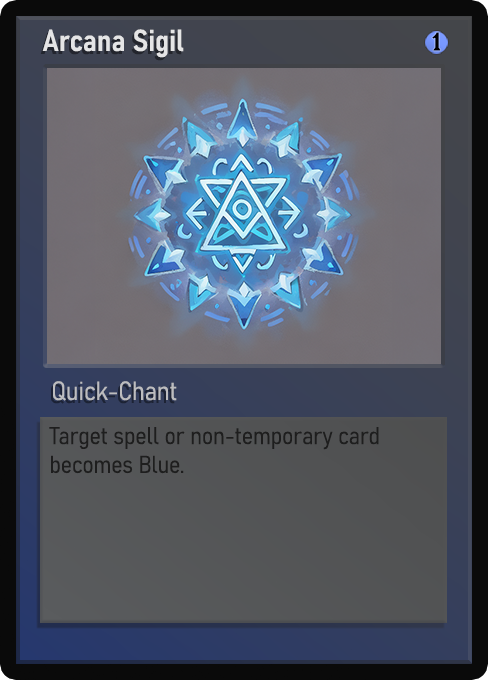 Arcana Sigil 1
Quick-Chant
Target spell or non-temporary card
becomes Blue.